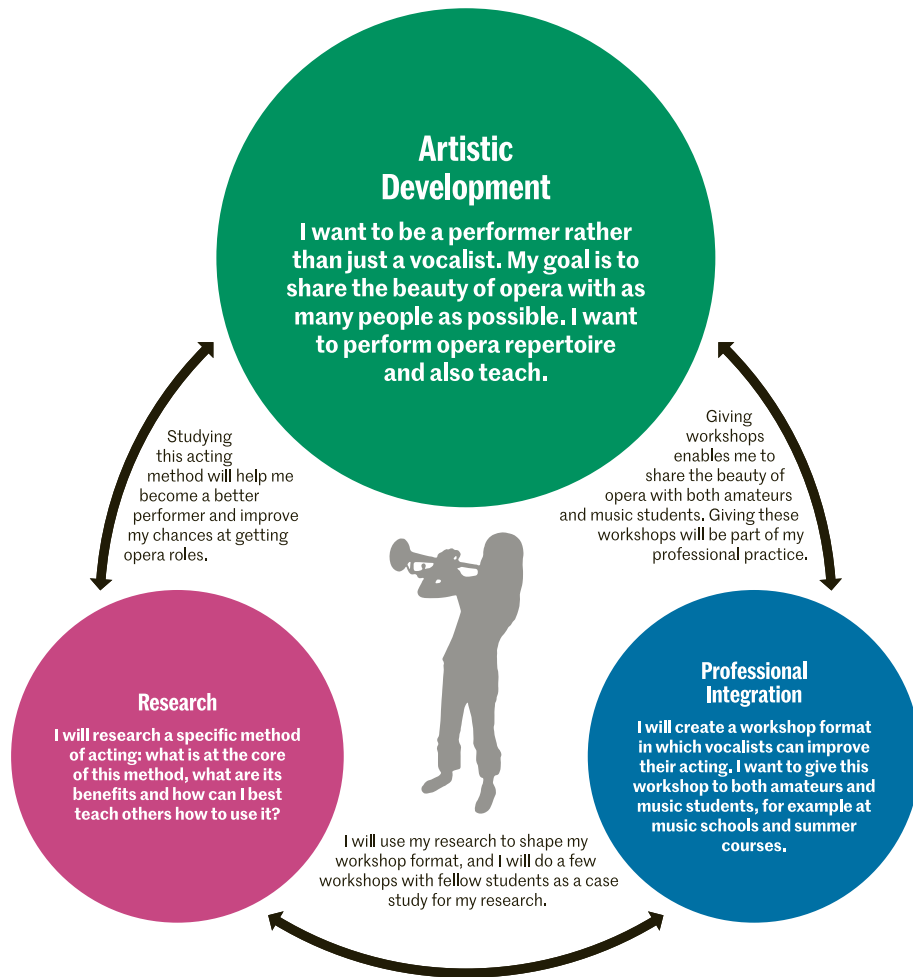 Artistic
Development
I want to be a performer rather
than just a vocalist. My goal is to
share the beauty of opera with as
many people as possible. I want
to perform opera repertoire
and also teach.
Studying
this acting
method will help me
become a better
performer and improve
my chances at getting
opera roles.
Giving
workshops
enables me to
share the beauty of
opera with both amateurs
and music students. Giving these
workshops will be part of my
professional practice.
Research
I will research a specific method
of acting: what is at the core
of this method, what are its
benefits and how can I best
teach others how to use it?
Professional
Integration
I will create a workshop format
in which vocalists can improve
their acting. I want to give this
workshop to both amateurs and
music students, for example at
music schools and summer
courses.
I will use my research to shape my
workshop format, and I will do a few
workshops with fellow students as a case
study for my research.